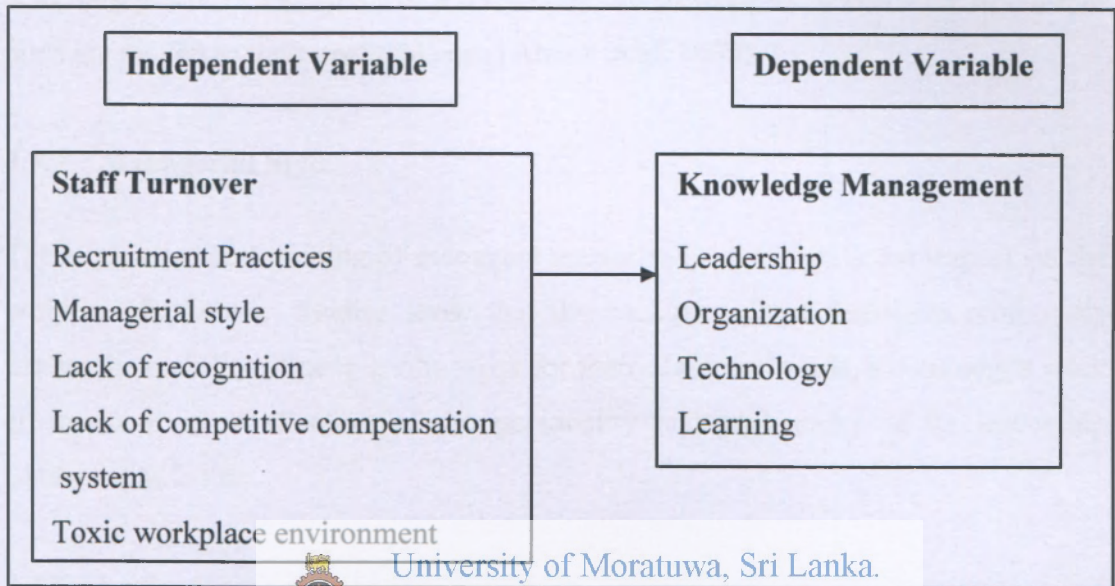 Independent Variable
Dependent Variable
Staff Turnover
Recruitment Practices
Managerial style
Lack of recognition
Lack of competitive compensation
system
Toxic workplace environment
Knowledge Management
Leadership
Organization
Technology
Learning
University of Moratuwa, Sri Lanka.